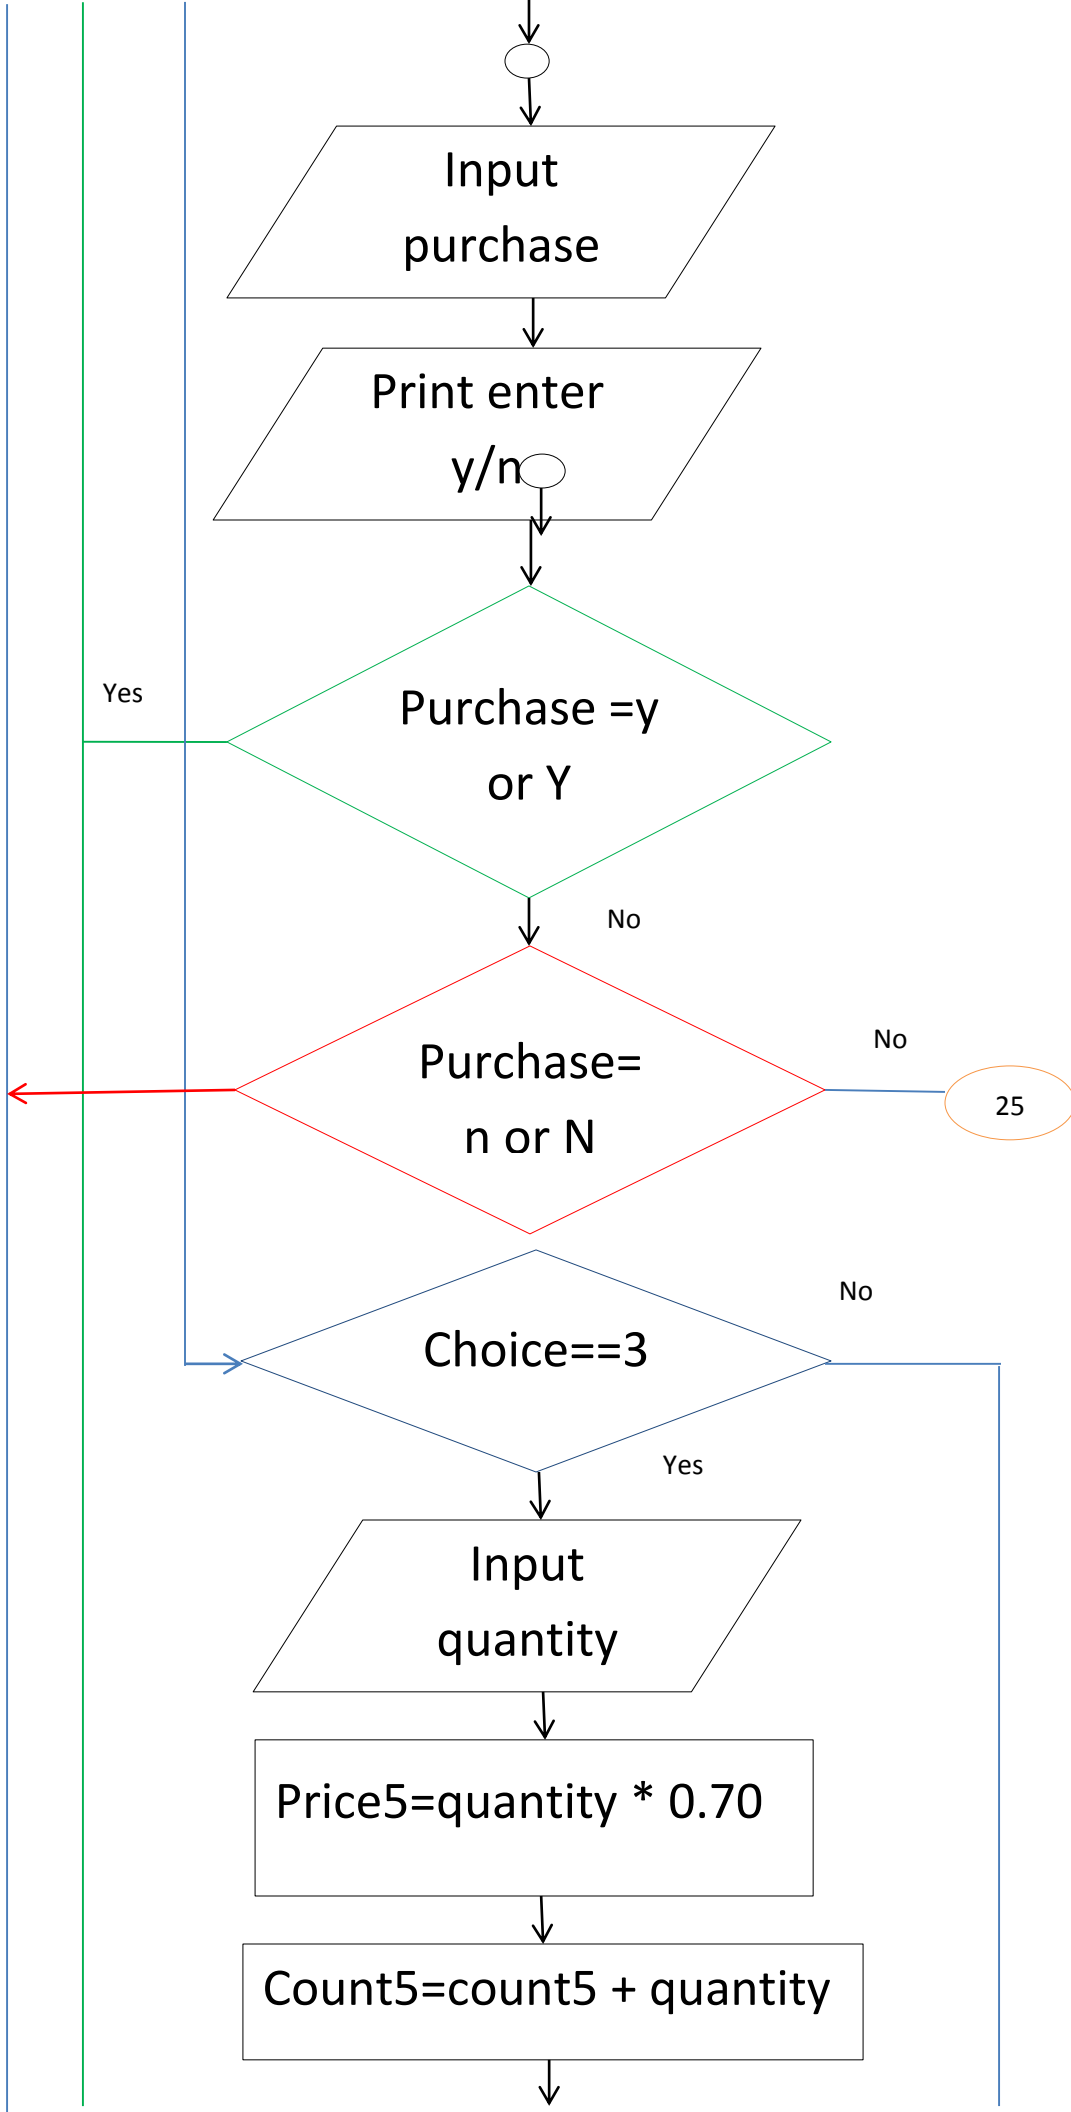 Input
purchase
Print enter
y/n
Yes
Purchase =y
or Y
No
Purchase=
n or N
No
25
Choice==3
No
Yes
Input
quantity
Price5=quantity * 0.70
Count5=count5 + quantity